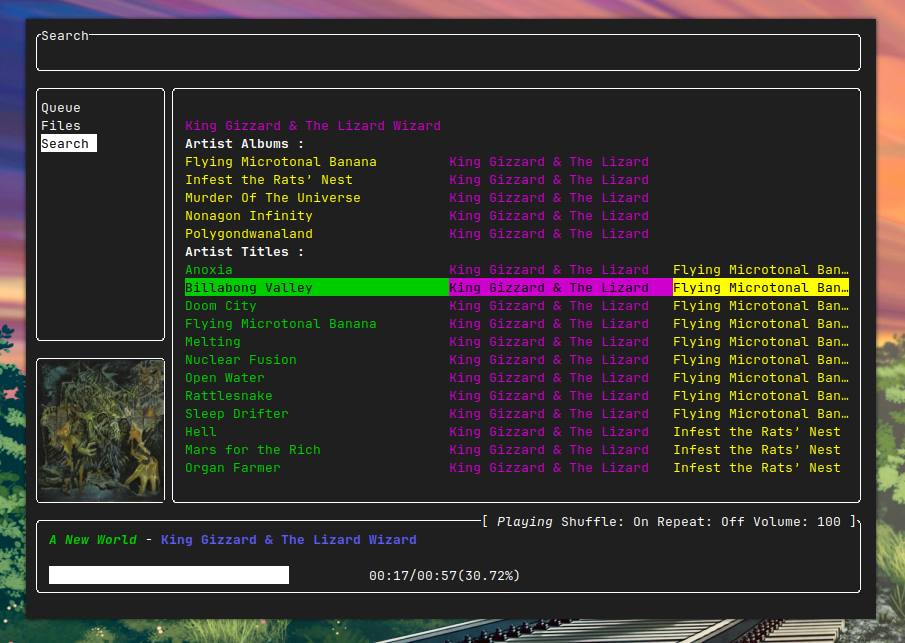 Search
Queue
Files
Search
King Gizzard & The Lizard Wizard
Artist Albums :
Flying Microtonal Banana King Gizzard & The Lizard
Infest the Rats’ Nest King Gizzard & The Lizard
Murder Of The Universe King Gizzard & The Lizard
Nonagon Infinity King Gizzard & The Lizard
Polygondwanaland King Gizzard & The Lizard
Artist Titles :
Anoxia King Gizzard & The Lizard Flying Microtonal Ban…
Billabong Valley King Gizzard & The Lizard Flying Microtonal Ban…
Doom City King Gizzard & The Lizard Flying Microtonal Ban…
Flying Microtonal Banana King Gizzard & The Lizard Flying Microtonal Ban…
Melting King Gizzard & The Lizard Flying Microtonal Ban…
Nuclear Fusion King Gizzard & The Lizard Flying Microtonal Ban…
Open Water King Gizzard & The Lizard Flying Microtonal Ban…
Rattlesnake King Gizzard & The Lizard Flying Microtonal Ban…
Sleep Drifter King Gizzard & The Lizard Flying Microtonal Ban…
Hell King Gizzard & The Lizard Infest the Rats’ Nest
Mars for the Rich King Gizzard & The Lizard Infest the Rats’ Nest
Organ Farmer King Gizzard & The Lizard Infest the Rats’ Nest
[ Playing Shuffle: On Repeat: Off Volume: 100 ]
A New World - King Gizzard & The Lizard Wizard
00:17/00:57(30.72%)